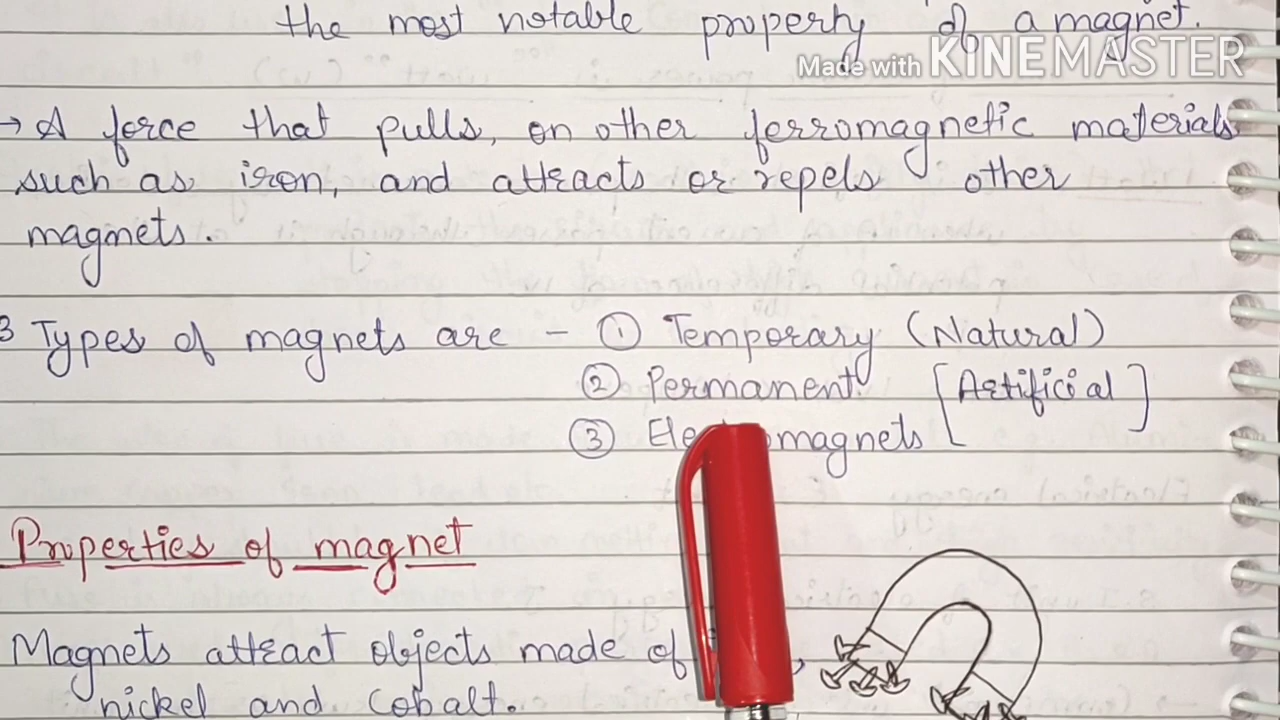 the most notable property of a magnet.
Made with KINEMASTER
→ A force that pulls, on other ferromagnetic materials
such as iron, and attracts or repels other
magnets.
3 Types of magnets are - ① Temporary (Natural)
② Permanent [Artificial]
③ Electromagnets
Properties of magnet
Magnets attract objects made of
nickel and cobalt.